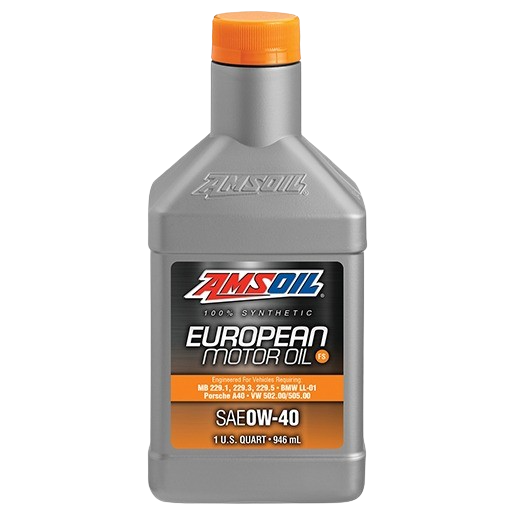 AMSOIL®
AMSOIL®
100% SYNTHETIC
EUROPEAN
MOTOR OIL FS
Engineered For Vehicles Requiring:
MB 229.1, 229.3, 229.5 • BMW LL-01
Porsche A40 • VW 502.00/505.00
SAE 0W-40
1 U.S. QUART • 946 mL